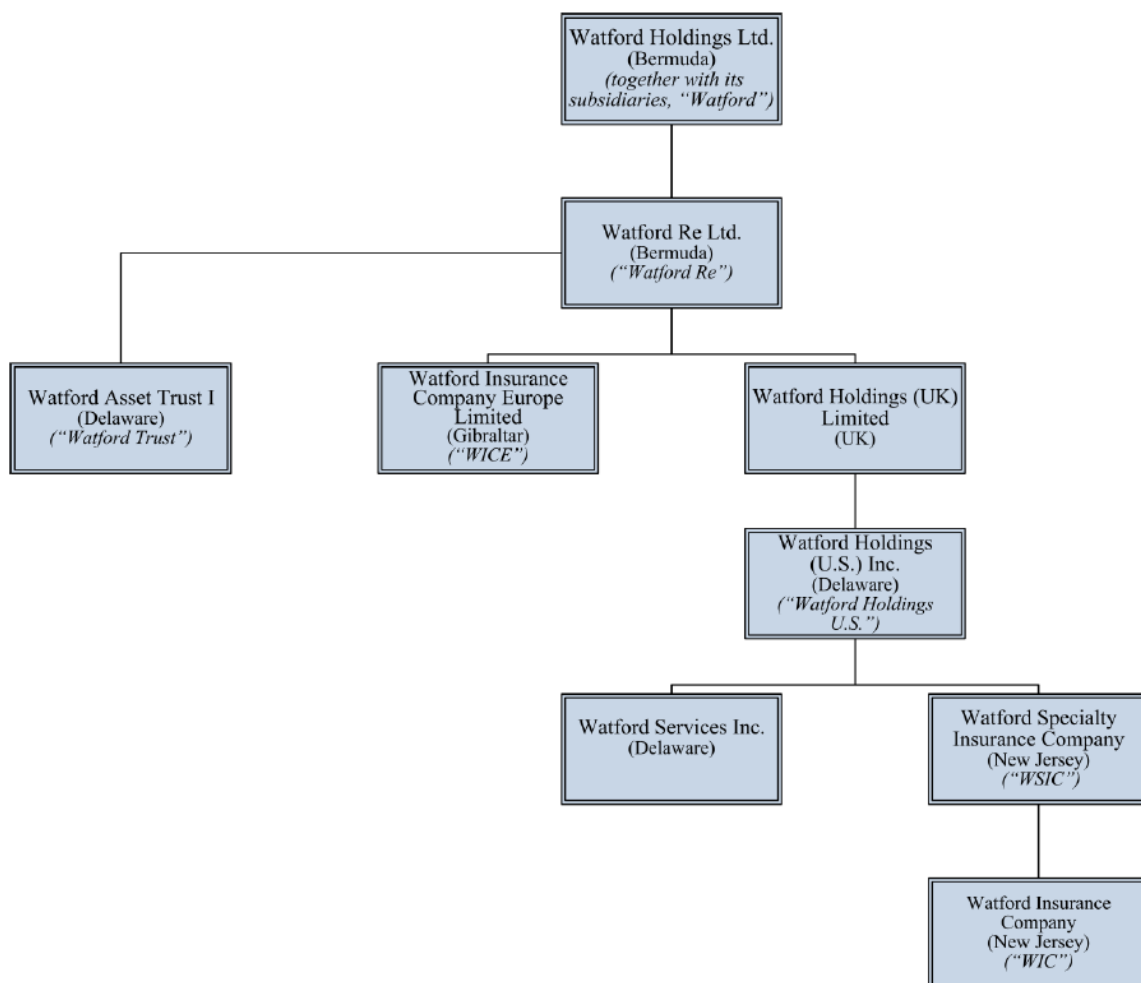 Watford Holdings Ltd.
(Bermuda)
(together with its
subsidiaries, “Watford”)
Watford Re Ltd.
(Bermuda)
(“Watford Re”)
Watford Asset Trust I
(Delaware)
(“Watford Trust”)
Watford Insurance
Company Europe
Limited
(Gibraltar)
(“WICE”)
Watford Holdings (UK)
Limited
(UK)
Watford Holdings
(U.S.) Inc.
(Delaware)
(“Watford Holdings
U.S.”)
Watford Services Inc.
(Delaware)
Watford Specialty
Insurance Company
(New Jersey)
(“WSIC”)
Watford Insurance
Company
(New Jersey)
(“WIC”)